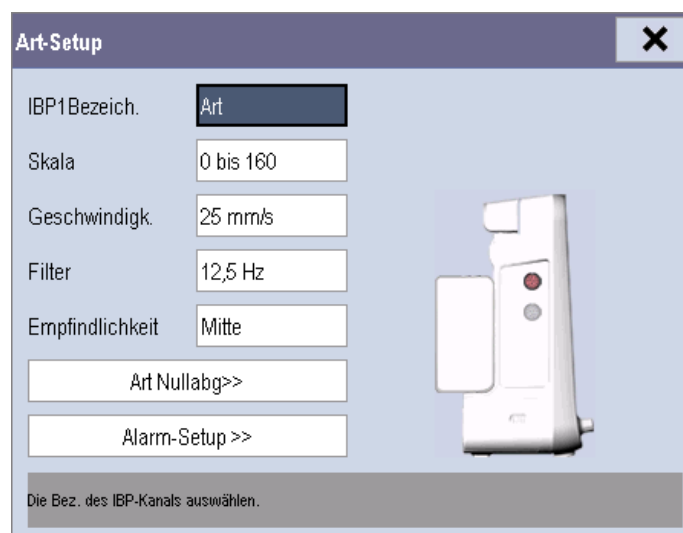 Art-Setup
IBP1Bezeich. Art
Skala 0 bis 160
Geschwindigk. 25 mm/s
Filter 12,5 Hz
Empfindlichkeit Mitte
Art Nullabg>>
Alarm-Setup >>
Die Bez. des IBP-Kanals auswählen.